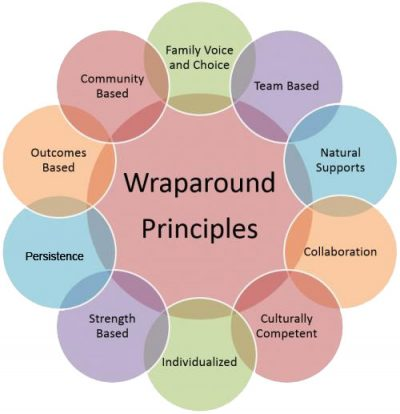 Wraparound
Principles
Family Voice
and Choice
Team Based
Natural
Supports
Collaboration
Culturally
Competent
Individualized
Strength
Based
Persistence
Outcomes
Based
Community
Based